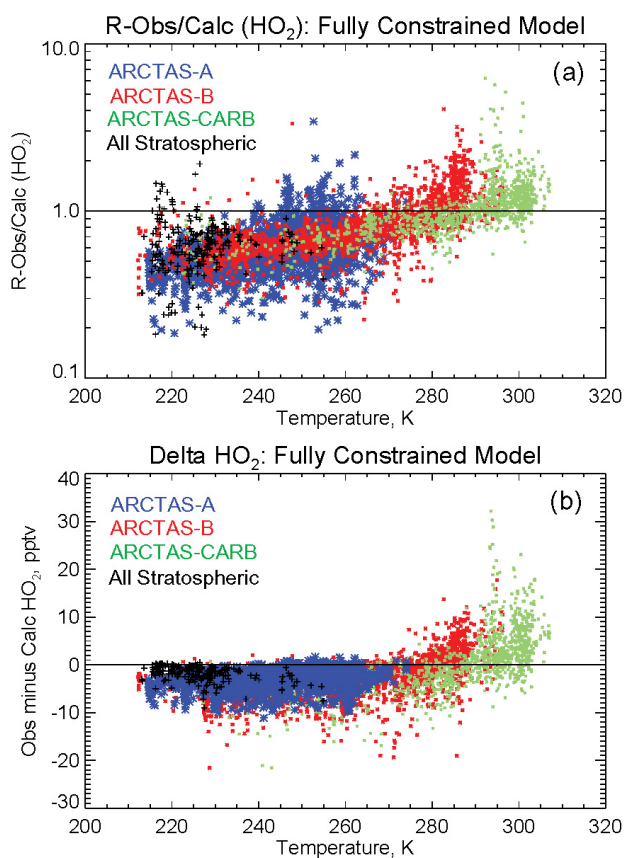 R-Obs/Calc (HO₂): Fully Constrained Model
(a)
ARCTAS-A
ARCTAS-B
ARCTAS-CARB
All Stratospheric
R-Obs/Calc (HO₂)
10.0
1.0
0.1
200 220 240 260 280 300 320
Temperature, K
Delta HO₂: Fully Constrained Model
(b)
ARCTAS-A
ARCTAS-B
ARCTAS-CARB
All Stratospheric
Obs minus Calc HO₂, pptv
40
30
20
10
0
-10
-20
-30
200 220 240 260 280 300 320
Temperature, K